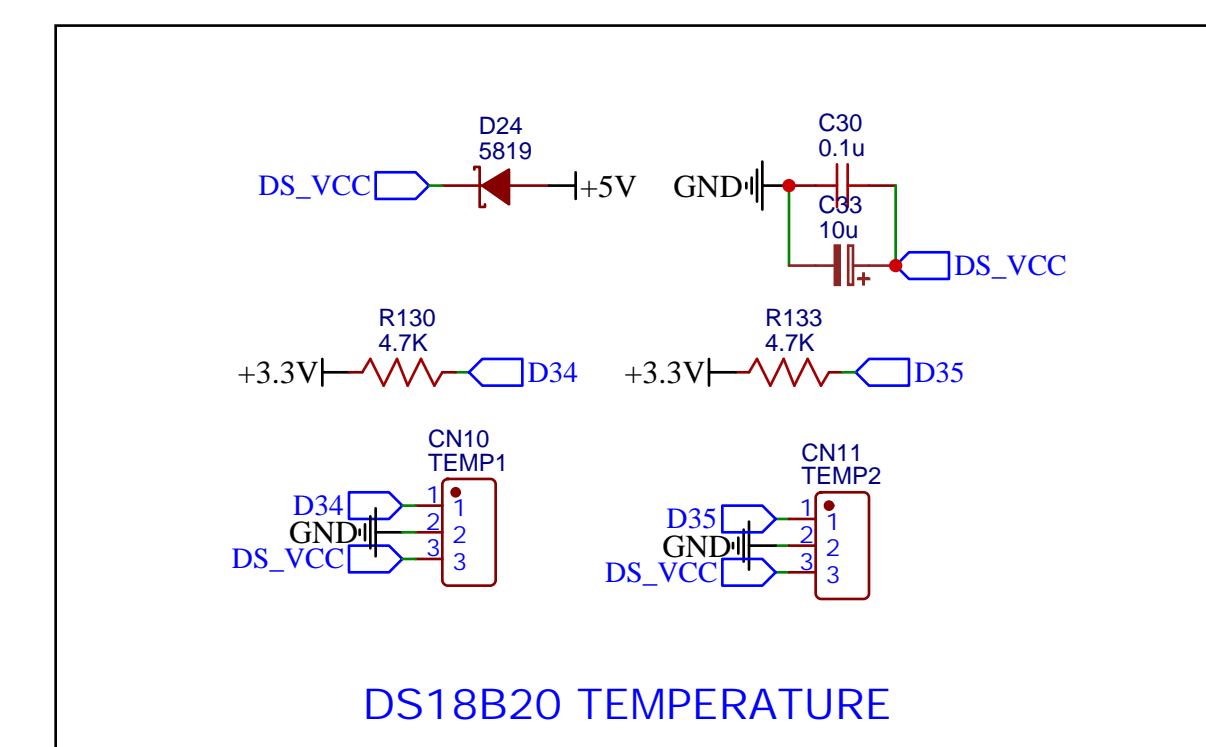 D24
5819
DS_VCC
+5V
C30
0.1u
GND
C33
10u
+
DS_VCC
R130
4.7K
+3.3V
D34
R133
4.7K
+3.3V
D35
CN10
TEMP1
D34 1 1
GND 2 2
DS_VCC 3 3
CN11
TEMP2
D35 1 1
GND 2 2
DS_VCC 3 3
DS18B20 TEMPERATURE